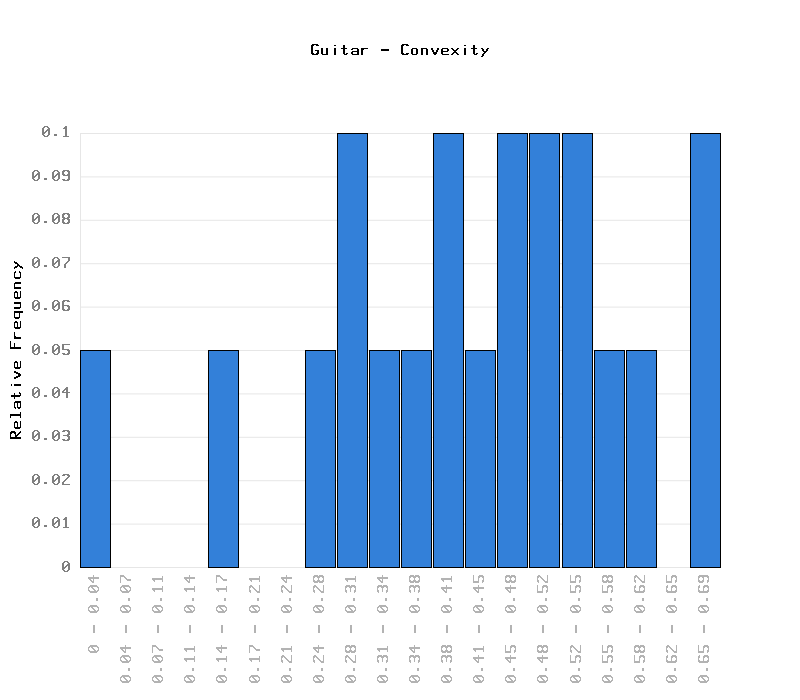 Guitar - Convexity
Relative Frequency
0.1
0.09
0.08
0.07
0.06
0.05
0.04
0.03
0.02
0.01
0
0 - 0.04
0.04 - 0.07
0.07 - 0.11
0.11 - 0.14
0.14 - 0.17
0.17 - 0.21
0.21 - 0.24
0.24 - 0.28
0.28 - 0.31
0.31 - 0.34
0.34 - 0.38
0.38 - 0.41
0.41 - 0.45
0.45 - 0.48
0.48 - 0.52
0.52 - 0.55
0.55 - 0.58
0.58 - 0.62
0.62 - 0.65
0.65 - 0.69